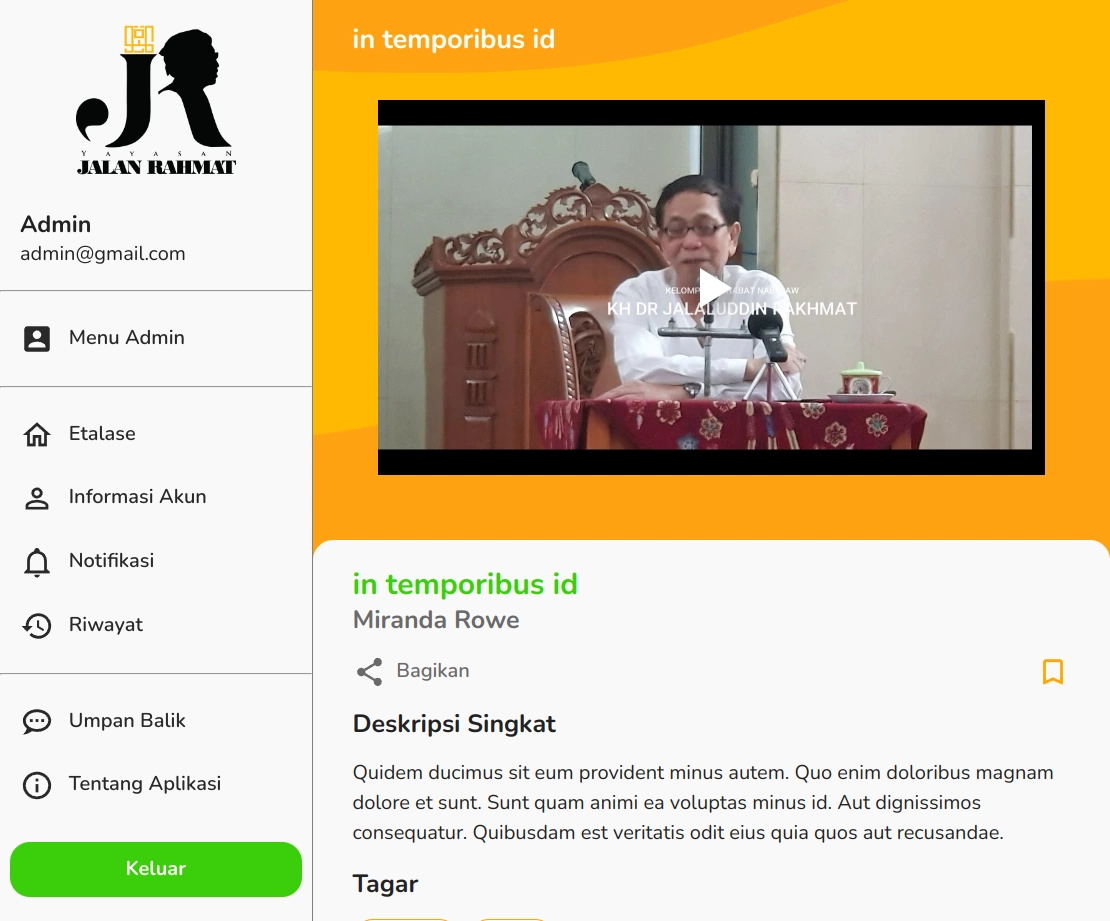 YAYASAN
JALAN RAHMAT
Admin
admin@gmail.com
Menu Admin
Etalase
Informasi Akun
Notifikasi
Riwayat
Umpan Balik
Tentang Aplikasi
Keluar
in temporibus id
KH DR JALALUDDIN RAKHMAT
in temporibus id
Miranda Rowe
Bagikan
Deskripsi Singkat
Quidem ducimus sit eum provident minus autem. Quo enim doloribus magnam
dolore et sunt. Sunt quam animi ea voluptas minus id. Aut dignissimos
consequatur. Quibusdam est veritatis odit eius quia quos aut recusandae.
Tagar